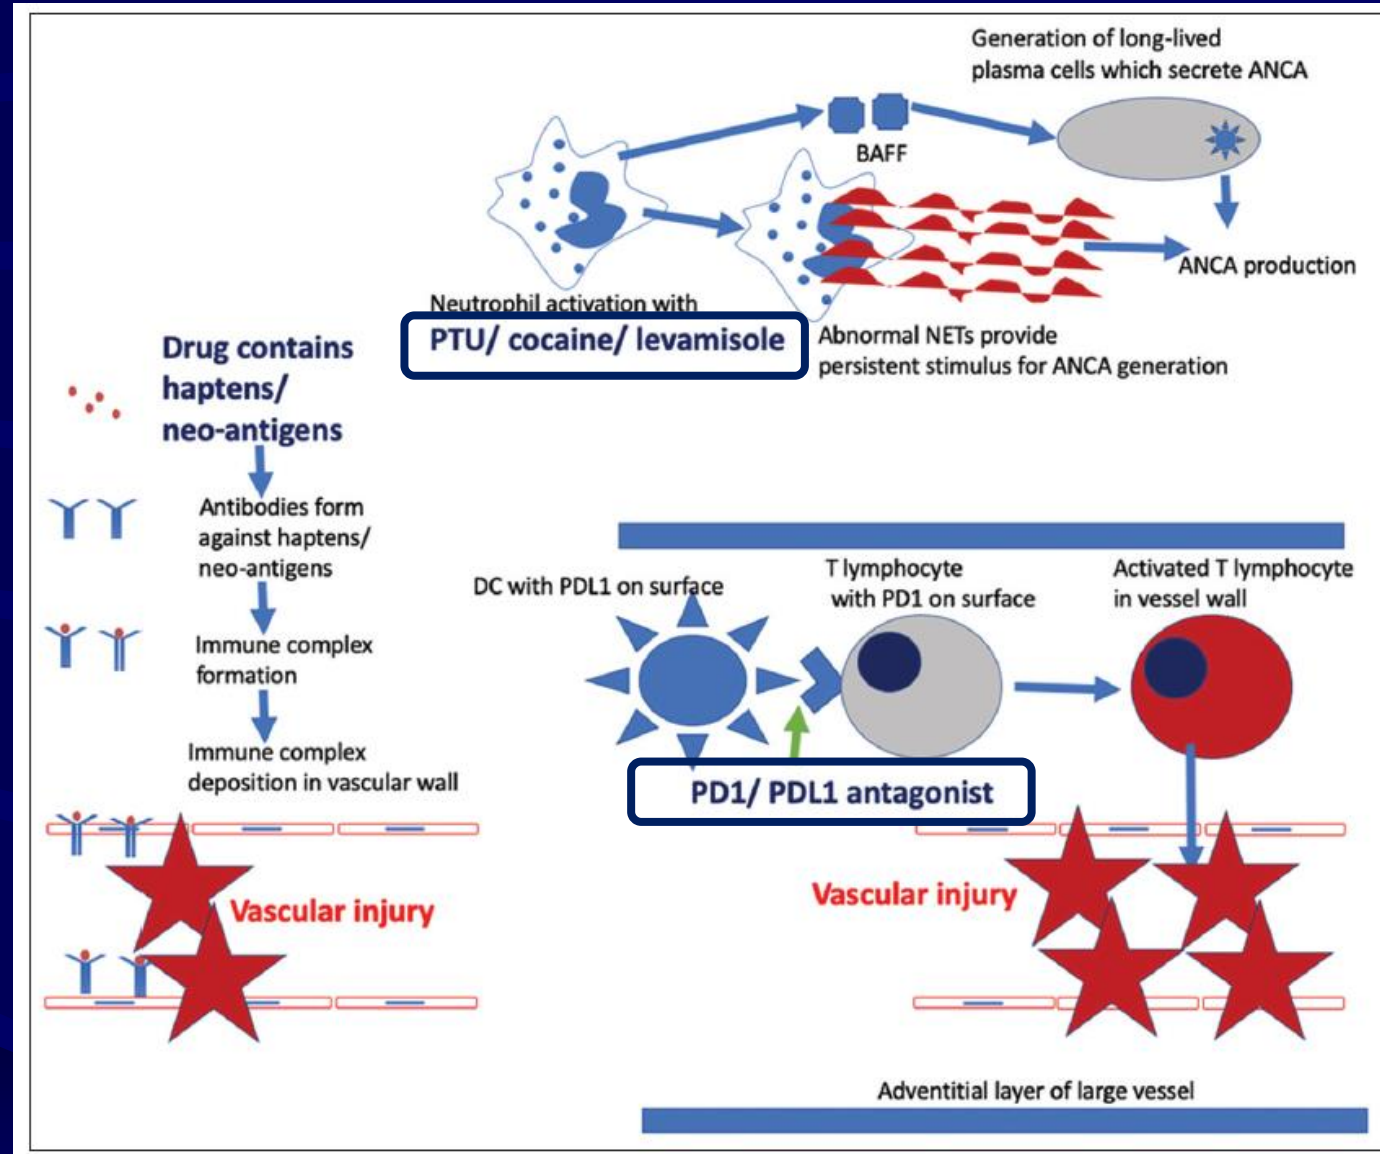 Generation of long-lived
plasma cells which secrete ANCA
BAFF
ANCA production
Neutrophil activation with
PTU/ cocaine/ levamisole
Abnormal NETs provide
persistent stimulus for ANCA generation
Drug contains
haptens/
neo-antigens
Antibodies form
against haptens/
neo-antigens
Immune complex
formation
Immune complex
deposition in vascular wall
Vascular injury
DC with PDL1 on surface
T lymphocyte
with PD1 on surface
Activated T lymphocyte
in vessel wall
PD1/ PDL1 antagonist
Vascular injury
Adventitial layer of large vessel